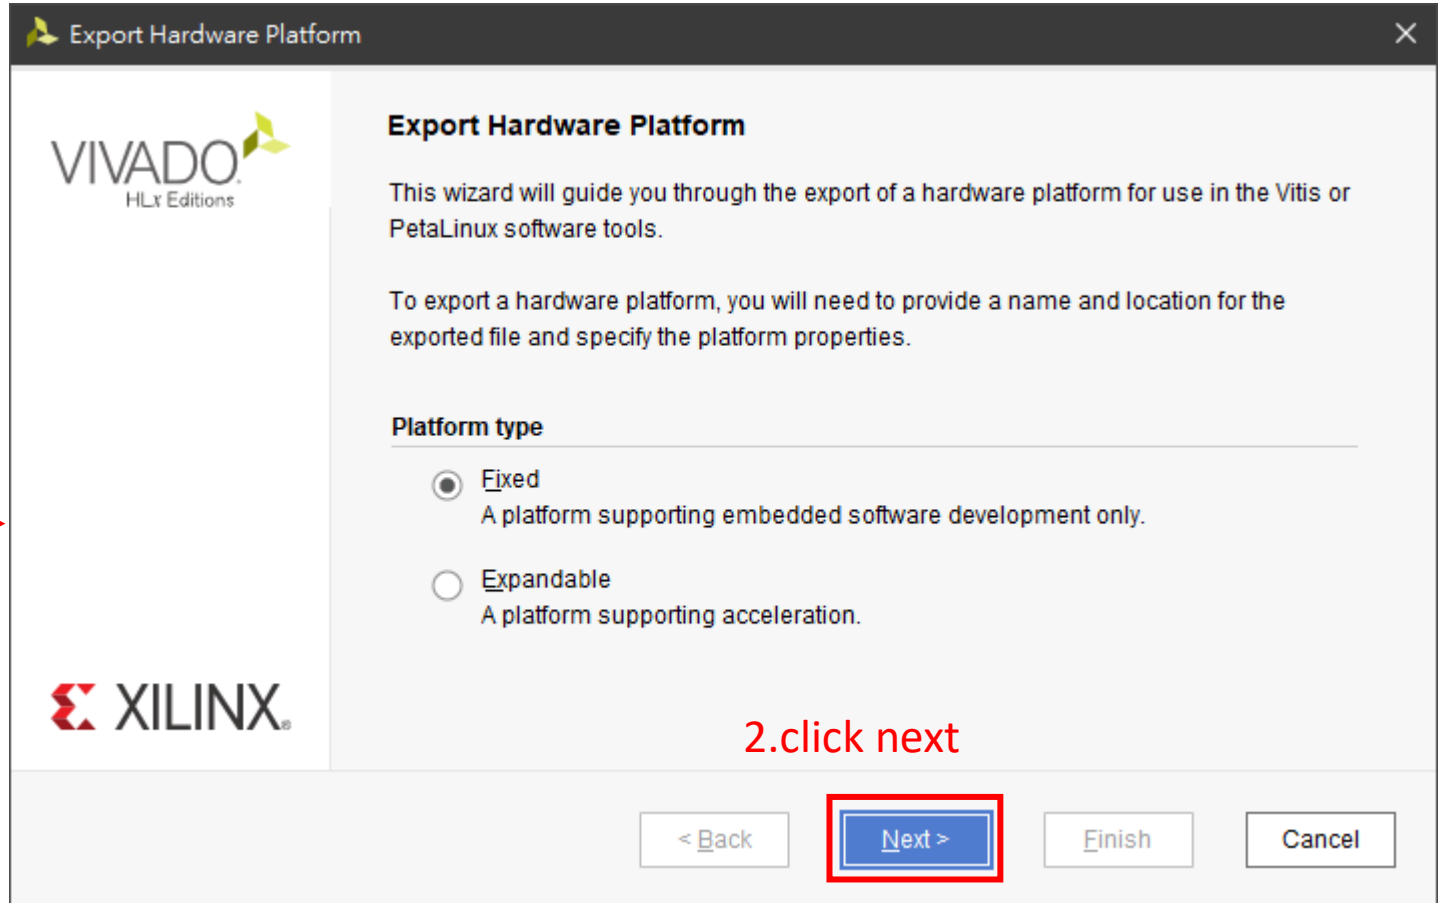 Export Hardware Platform
VIVADO.
HLx Editions
Export Hardware Platform
This wizard will guide you through the export of a hardware platform for use in the Vitis or
PetaLinux software tools.
To export a hardware platform, you will need to provide a name and location for the
exported file and specify the platform properties.
Platform type
Fixed
A platform supporting embedded software development only.
Expandable
A platform supporting acceleration.
XILINX®
2.click next
< Back
Next >
Finish
Cancel